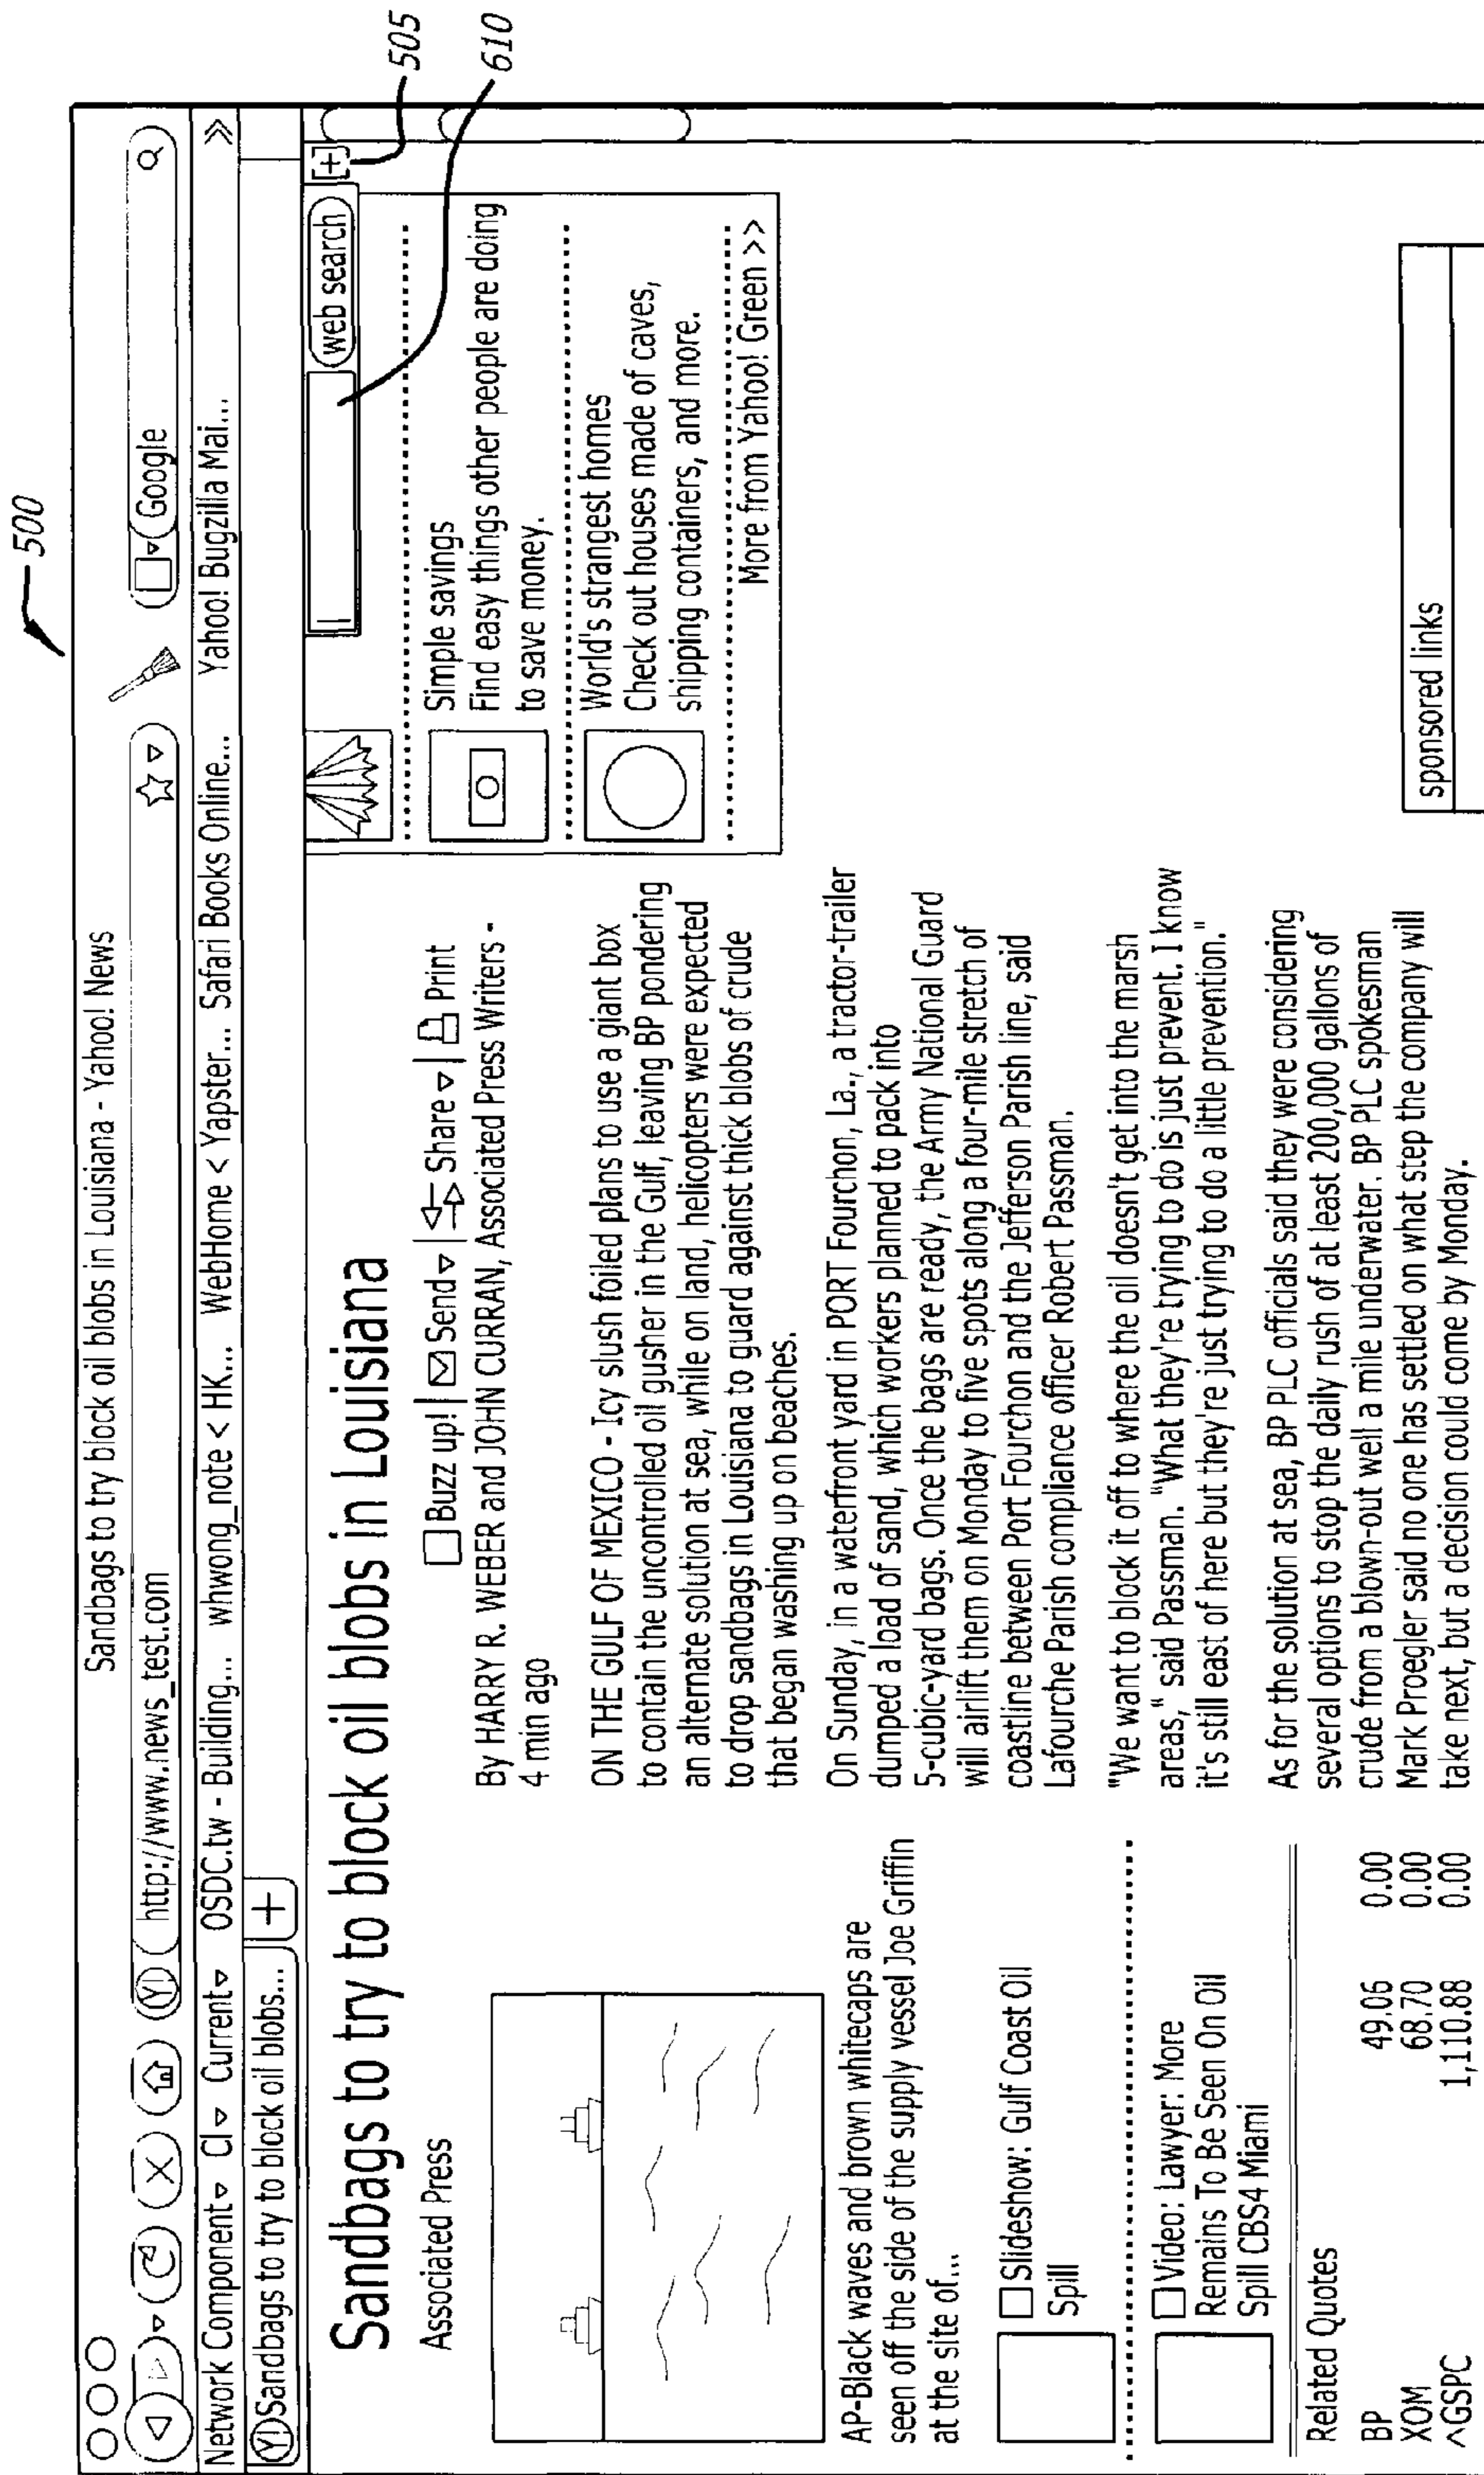 500
Sandbags to try to block oil blobs in Louisiana - Yahoo! News
Y! http://www.news_test.com
Google
Network Component CI Current OSDC.tw - Building... whwong_note < HK... WebHome < Yapster... Safari Books Online... Yahoo! Bugzilla Mai... >>
Y! Sandbags to try to block oil blobs... +
505
610
web search
+
Sandbags to try to block oil blobs in Louisiana
Associated Press
Buzz up! | Send | Share | Print
By HARRY R. WEBER and JOHN CURRAN, Associated Press Writers -
4 min ago
AP-Black waves and brown whitecaps are
seen off the side of the supply vessel Joe Griffin
at the site of...
Slideshow: Gulf Coast Oil
Spill
Video: Lawyer: More
Remains To Be Seen On Oil
Spill CBS4 Miami
Related Quotes
BP 49.06 0.00
XOM 68.70 0.00
^GSPC 1,110.88 0.00
ON THE GULF OF MEXICO - Icy slush foiled plans to use a giant box
to contain the uncontrolled oil gusher in the Gulf, leaving BP pondering
an alternate solution at sea, while on land, helicopters were expected
to drop sandbags in Louisiana to guard against thick blobs of crude
that began washing up on beaches.
On Sunday, in a waterfront yard in PORT Fourchon, La., a tractor-trailer
dumped a load of sand, which workers planned to pack into
5-cubic-yard bags. Once the bags are ready, the Army National Guard
will airlift them on Monday to five spots along a four-mile stretch of
coastline between Port Fourchon and the Jefferson Parish line, said
Lafourche Parish compliance officer Robert Passman.
"We want to block it off to where the oil doesn't get into the marsh
areas," said Passman. "What they're trying to do is just prevent. I know
it's still east of here but they're just trying to do a little prevention."
As for the solution at sea, BP PLC officials said they were considering
several options to stop the daily rush of at least 200,000 gallons of
crude from a blown-out well a mile underwater. BP PLC spokesman
Mark Proegler said no one has settled on what step the company will
take next, but a decision could come by Monday.
Simple savings
Find easy things other people are doing
to save money.
World's strangest homes
Check out houses made of caves,
shipping containers, and more.
More from Yahoo! Green >>
sponsored links